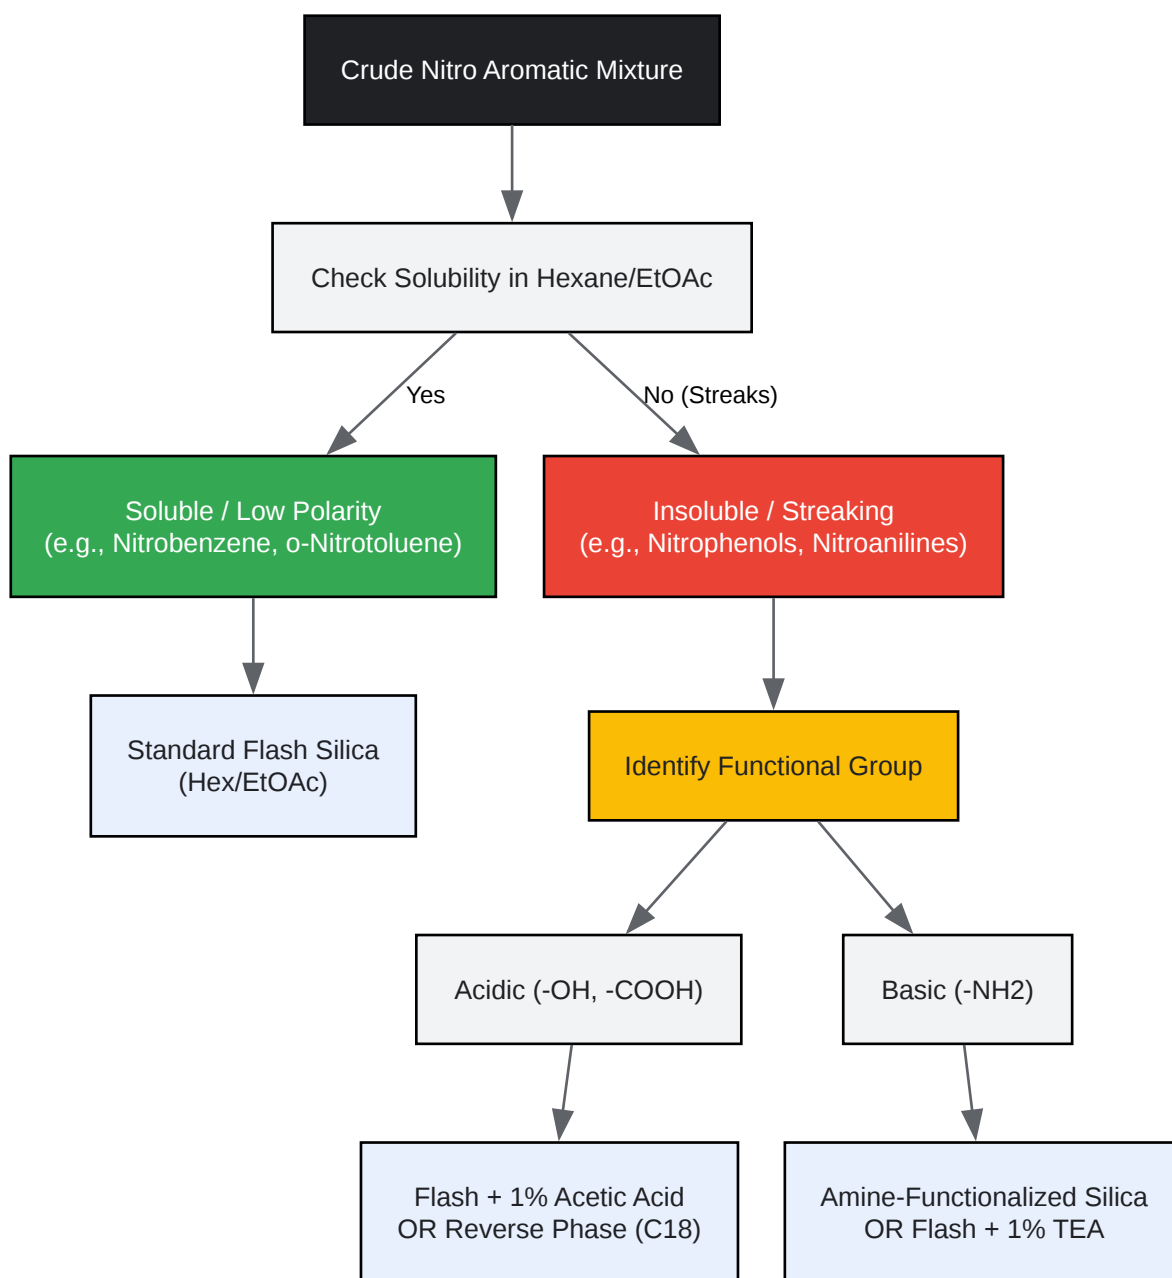 Crude Nitro Aromatic Mixture
Check Solubility in Hexane/EtOAc
Yes
No (Streaks)
Soluble / Low Polarity
(e.g., Nitrobenzene, o-Nitrotoluene)
Insoluble / Streaking
(e.g., Nitrophenols, Nitroanilines)
Standard Flash Silica
(Hex/EtOAc)
Identify Functional Group
Acidic (-OH, -COOH)
Basic (-NH2)
Flash + 1% Acetic Acid
OR Reverse Phase (C18)
Amine-Functionalized Silica
OR Flash + 1% TEA